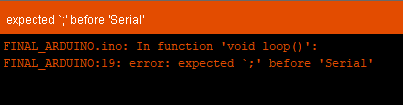 expected `;' before 'Serial'
FINAL_ARDUINO.ino: In function 'void loop()':
FINAL_ARDUINO:19: error: expected `;' before 'Serial'